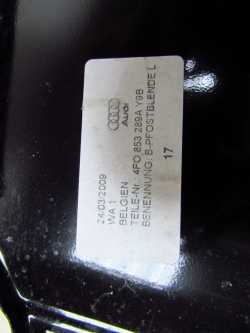 Audi
24/03/2009
WA 1
BELGIEN
TEILE-Nr.: 4F0 853 289A Y9B
BENENNUNG: B-PFOSTBLENDE L
17